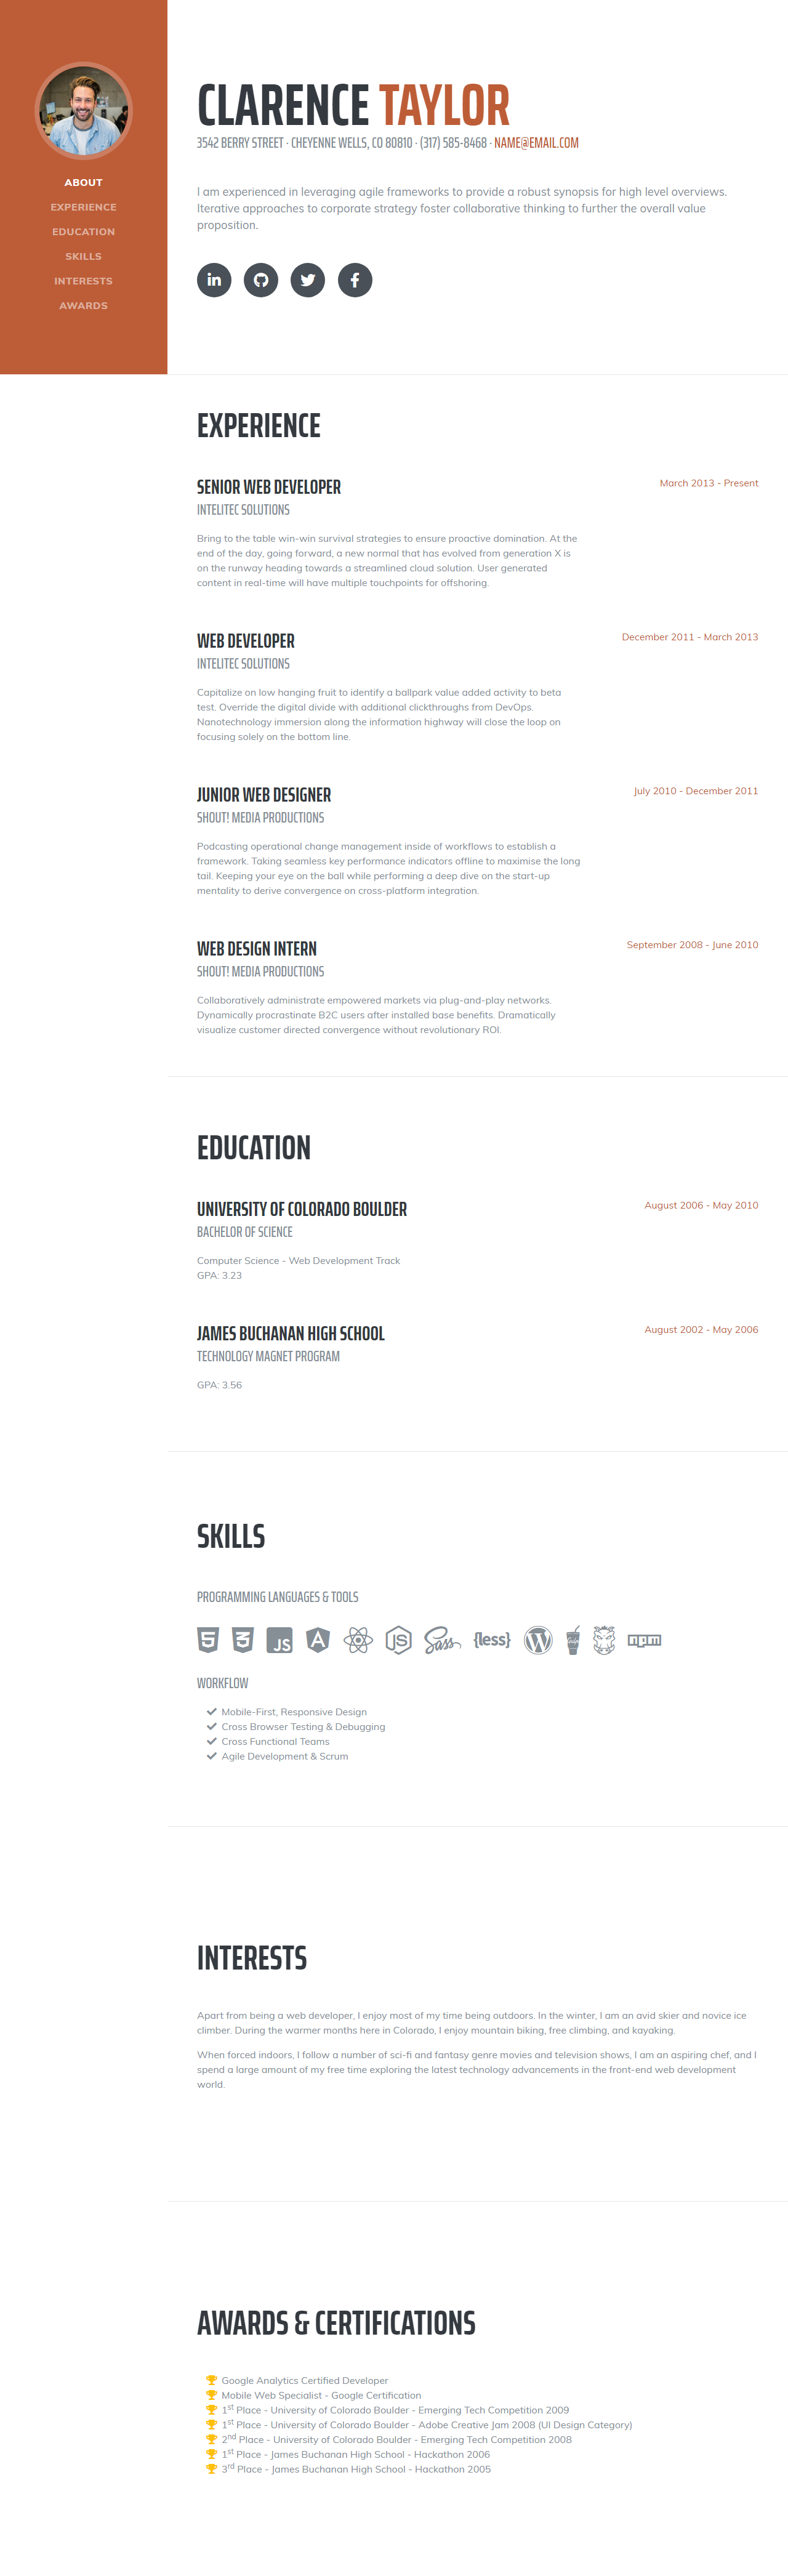 ABOUT
EXPERIENCE
EDUCATION
SKILLS
INTERESTS
AWARDS
CLARENCE TAYLOR
3542 BERRY STREET · CHEYENNE WELLS, CO 80810 · (317) 585-8468 · NAME@EMAIL.COM
I am experienced in leveraging agile frameworks to provide a robust synopsis for high level overviews.
Iterative approaches to corporate strategy foster collaborative thinking to further the overall value
proposition.
in
EXPERIENCE
SENIOR WEB DEVELOPER
March 2013 - Present
INTELITEC SOLUTIONS
Bring to the table win-win survival strategies to ensure proactive domination. At the
end of the day, going forward, a new normal that has evolved from generation X is
on the runway heading towards a streamlined cloud solution. User generated
content in real-time will have multiple touchpoints for offshoring.
WEB DEVELOPER
December 2011 - March 2013
INTELITEC SOLUTIONS
Capitalize on low hanging fruit to identify a ballpark value added activity to beta
test. Override the digital divide with additional clickthroughs from DevOps.
Nanotechnology immersion along the information highway will close the loop on
focusing solely on the bottom line.
JUNIOR WEB DESIGNER
July 2010 - December 2011
SHOUT! MEDIA PRODUCTIONS
Podcasting operational change management inside of workflows to establish a
framework. Taking seamless key performance indicators offline to maximise the long
tail. Keeping your eye on the ball while performing a deep dive on the start-up
mentality to derive convergence on cross-platform integration.
WEB DESIGN INTERN
September 2008 - June 2010
SHOUT! MEDIA PRODUCTIONS
Collaboratively administrate empowered markets via plug-and-play networks.
Dynamically procrastinate B2C users after installed base benefits. Dramatically
visualize customer directed convergence without revolutionary ROI.
EDUCATION
UNIVERSITY OF COLORADO BOULDER
August 2006 - May 2010
BACHELOR OF SCIENCE
Computer Science - Web Development Track
GPA: 3.23
JAMES BUCHANAN HIGH SCHOOL
August 2002 - May 2006
TECHNOLOGY MAGNET PROGRAM
GPA: 3.56
SKILLS
PROGRAMMING LANGUAGES & TOOLS
5 3 JS A JS Sass {less} W Gulp npm
WORKFLOW
Mobile-First, Responsive Design
Cross Browser Testing & Debugging
Cross Functional Teams
Agile Development & Scrum
INTERESTS
Apart from being a web developer, I enjoy most of my time being outdoors. In the winter, I am an avid skier and novice ice
climber. During the warmer months here in Colorado, I enjoy mountain biking, free climbing, and kayaking.
When forced indoors, I follow a number of sci-fi and fantasy genre movies and television shows, I am an aspiring chef, and I
spend a large amount of my free time exploring the latest technology advancements in the front-end web development
world.
AWARDS & CERTIFICATIONS
Google Analytics Certified Developer
Mobile Web Specialist - Google Certification
1st Place - University of Colorado Boulder - Emerging Tech Competition 2009
1st Place - University of Colorado Boulder - Adobe Creative Jam 2008 (UI Design Category)
2nd Place - University of Colorado Boulder - Emerging Tech Competition 2008
1st Place - James Buchanan High School - Hackathon 2006
3rd Place - James Buchanan High School - Hackathon 2005